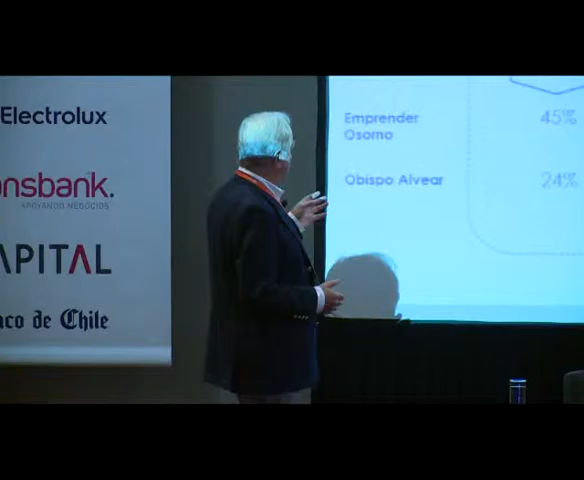 Electrolux
nsbank.
APOYANDO NEGOCIOS
APITAL
aco de Chile
Emprender
Osorno
45%
Obispo Alvear
24%